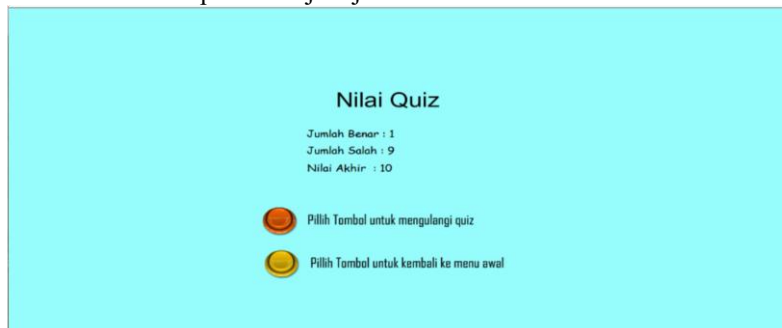 Nilai Quiz
Jumlah Benar : 1
Jumlah Salah : 9
Nilai Akhir : 10
Pillih Tombol untuk mengulangi quiz
Pillih Tombol untuk kembali ke menu awal